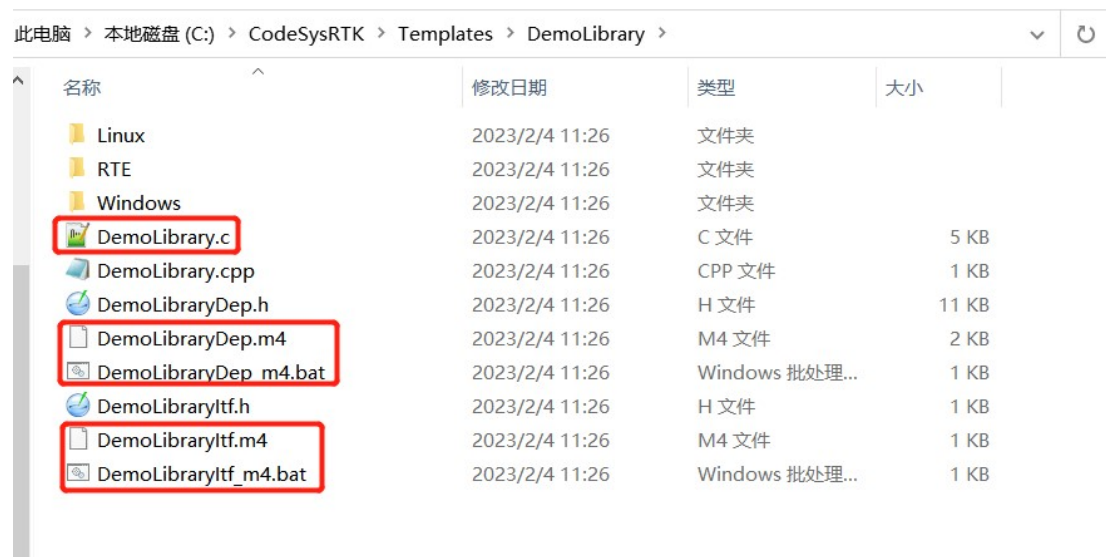 此电脑 > 本地磁盘 (C:) > CodeSysRTK > Templates > DemoLibrary >
名称 修改日期 类型 大小
Linux 2023/2/4 11:26 文件夹
RTE 2023/2/4 11:26 文件夹
Windows 2023/2/4 11:26 文件夹
DemoLibrary.c 2023/2/4 11:26 C 文件 5 KB
DemoLibrary.cpp 2023/2/4 11:26 CPP 文件 1 KB
DemoLibraryDep.h 2023/2/4 11:26 H 文件 11 KB
DemoLibraryDep.m4 2023/2/4 11:26 M4 文件 2 KB
DemoLibraryDep_m4.bat 2023/2/4 11:26 Windows 批处理... 1 KB
DemoLibraryItf.h 2023/2/4 11:26 H 文件 1 KB
DemoLibraryItf.m4 2023/2/4 11:26 M4 文件 1 KB
DemoLibraryItf_m4.bat 2023/2/4 11:26 Windows 批处理... 1 KB